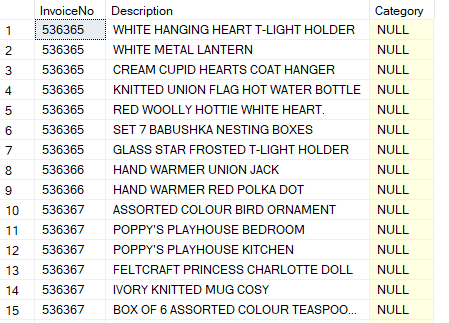 InvoiceNo Description Category
1 536365 WHITE HANGING HEART T-LIGHT HOLDER NULL
2 536365 WHITE METAL LANTERN NULL
3 536365 CREAM CUPID HEARTS COAT HANGER NULL
4 536365 KNITTED UNION FLAG HOT WATER BOTTLE NULL
5 536365 RED WOOLLY HOTTIE WHITE HEART. NULL
6 536365 SET 7 BABUSHKA NESTING BOXES NULL
7 536365 GLASS STAR FROSTED T-LIGHT HOLDER NULL
8 536366 HAND WARMER UNION JACK NULL
9 536366 HAND WARMER RED POLKA DOT NULL
10 536367 ASSORTED COLOUR BIRD ORNAMENT NULL
11 536367 POPPY'S PLAYHOUSE BEDROOM NULL
12 536367 POPPY'S PLAYHOUSE KITCHEN NULL
13 536367 FELTCRAFT PRINCESS CHARLOTTE DOLL NULL
14 536367 IVORY KNITTED MUG COSY NULL
15 536367 BOX OF 6 ASSORTED COLOUR TEASPOO... NULL